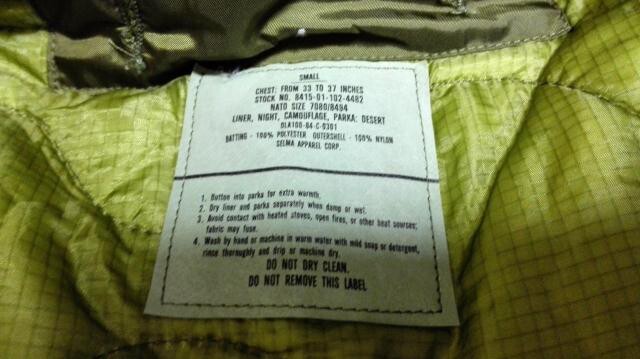 SMALL
CHEST: FROM 33 TO 37 INCHES
STOCK NO. 8415-01-102-4482
NATO SIZE 7080/8494
LINER, NIGHT, CAMOUFLAGE, PARKA: DESERT
DLA100-84-C-0301
BATTING - 100% POLYESTER OUTERSHELL - 100% NYLON
SELMA APPAREL CORP.
1. Button into parka for extra warmth.
2. Dry liner and parka separately when damp or wet.
3. Avoid contact with heated stoves, open fires, or other heat sources;
fabric may fuse.
4. Wash by hand or machine in warm water with mild soap or detergent,
rinse thoroughly and drip or machine dry.
DO NOT DRY CLEAN.
DO NOT REMOVE THIS LABEL